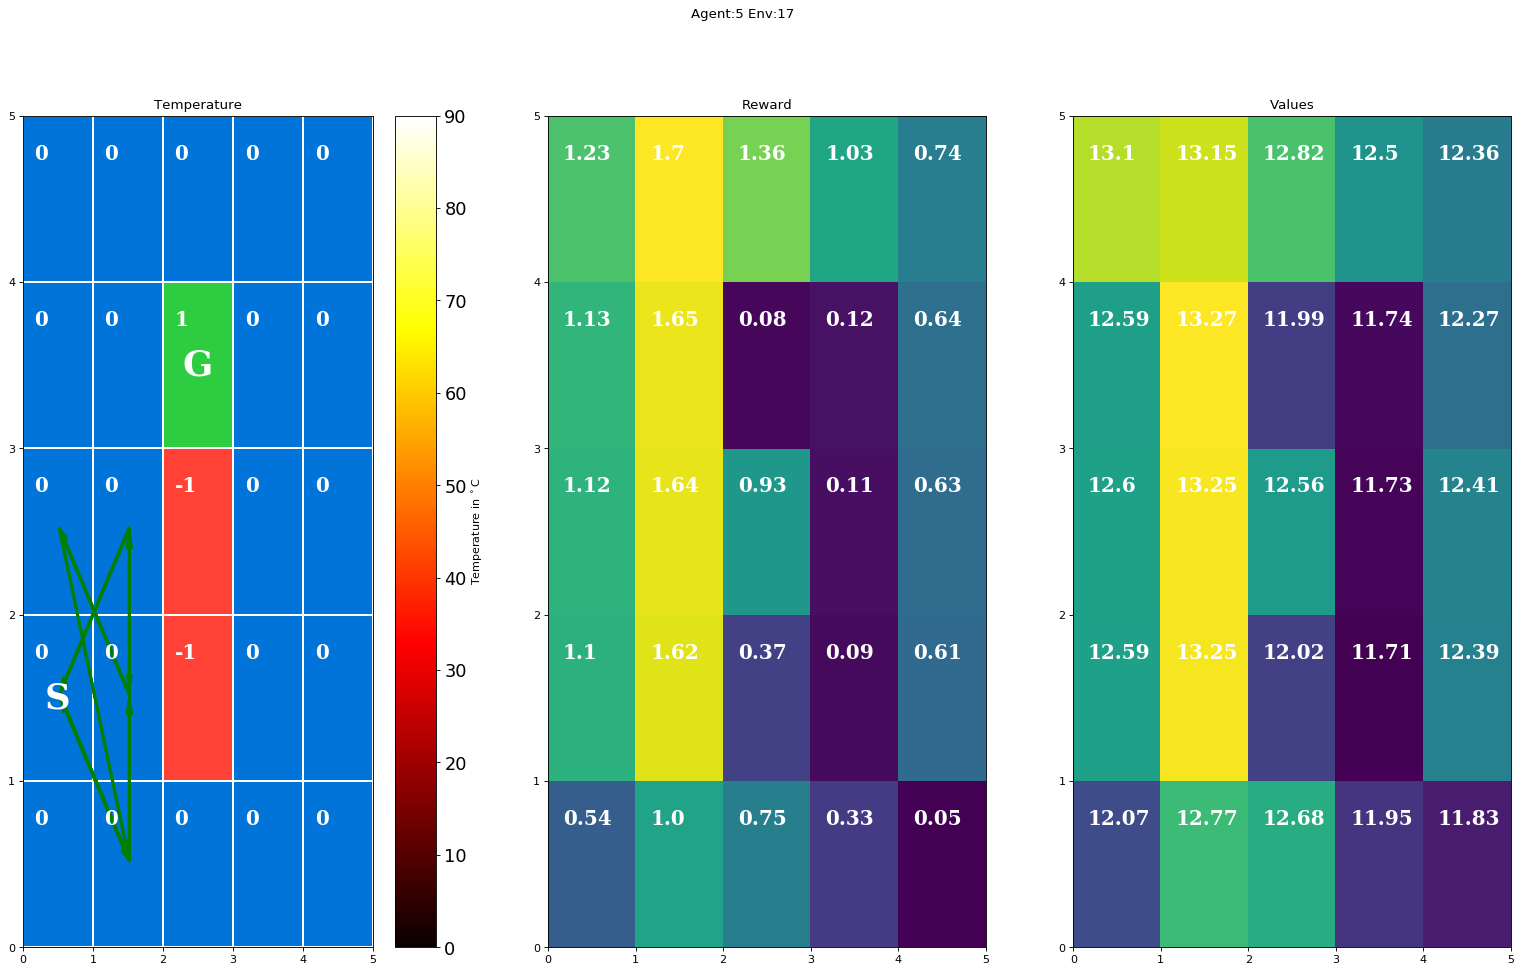 Agent:5 Env:17
Temperature
0 0 0 0 0
0 0 1 0 0
G
0 0 -1 0 0
0 0 -1 0 0
S
0 0 0 0 0
5
4
3
2
1
0
0 1 2 3 4 5
90
80
70
60
50
40
30
20
10
0
Temperature in °C
Reward
1.23 1.7 1.36 1.03 0.74
1.13 1.65 0.08 0.12 0.64
1.12 1.64 0.93 0.11 0.63
1.1 1.62 0.37 0.09 0.61
0.54 1.0 0.75 0.33 0.05
5
4
3
2
1
0
0 1 2 3 4 5
Values
13.1 13.15 12.82 12.5 12.36
12.59 13.27 11.99 11.74 12.27
12.6 13.25 12.56 11.73 12.41
12.59 13.25 12.02 11.71 12.39
12.07 12.77 12.68 11.95 11.83
5
4
3
2
1
0
0 1 2 3 4 5